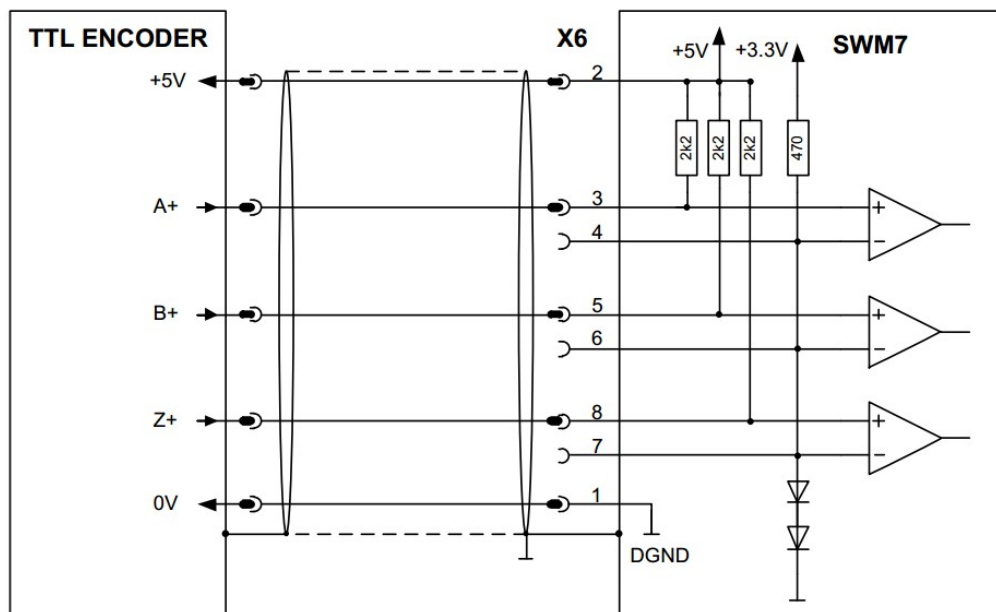 TTL ENCODER
X6
SWM7
+5V
+3.3V
+5V
2
2k2
2k2
2k2
470
A+
3
+
4
−
B+
5
+
6
−
Z+
8
+
7
−
0V
1
DGND